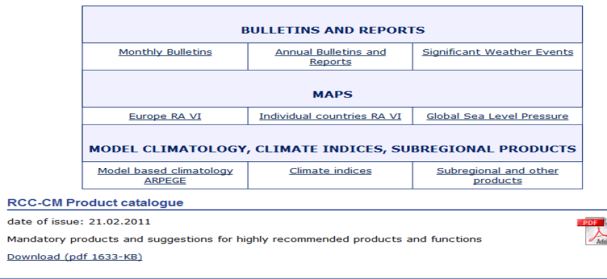 BULLETINS AND REPORTS
Monthly Bulletins
Annual Bulletins and
Reports
Significant Weather Events
MAPS
Europe RA VI
Individual countries RA VI
Global Sea Level Pressure
MODEL CLIMATOLOGY, CLIMATE INDICES, SUBREGIONAL PRODUCTS
Model based climatology
ARPEGE
Climate indices
Subregional and other
products
RCC-CM Product catalogue
date of issue: 21.02.2011
PDF
Mandatory products and suggestions for highly recommended products and functions
Download (pdf 1633-KB)